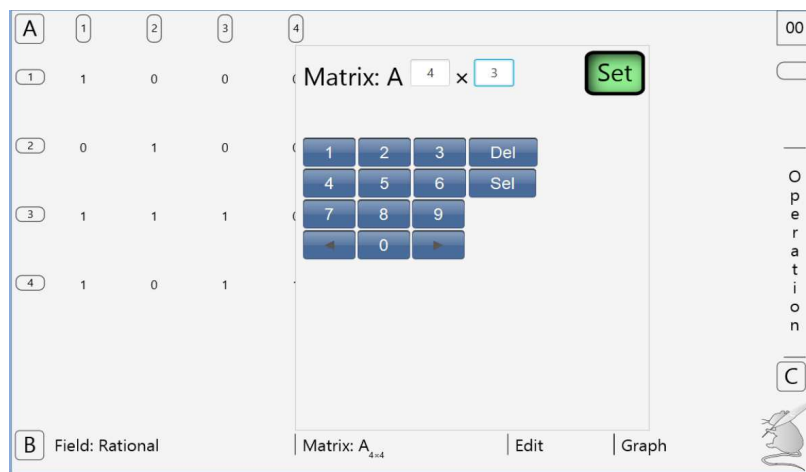 A 1 2 3 4 00
Matrix: A 4 × 3 Set
1 1 0 0
2 0 1 0
1 2 3 Del
4 5 6 Sel
3 1 1 1
7 8 9
◄ 0 ►
4 1 0 1
Operation
C
B Field: Rational Matrix: A4×4 Edit Graph